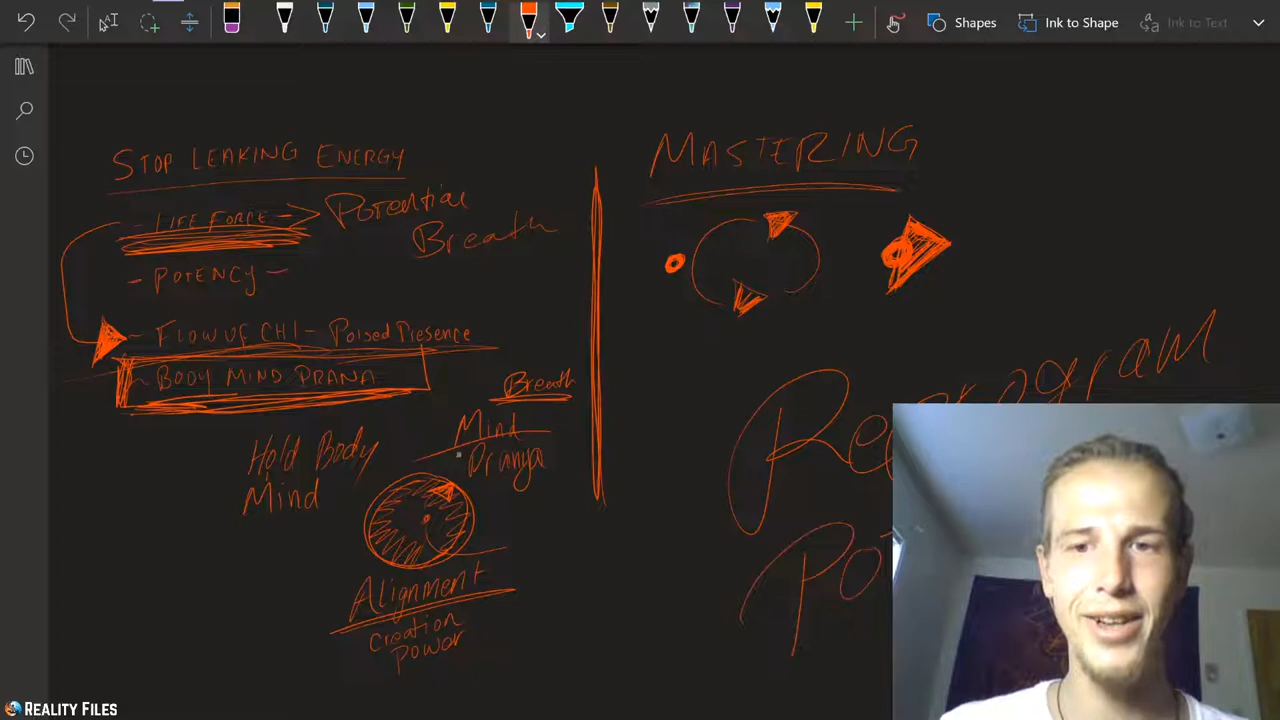 Shapes
Ink to Shape
Ink to Text
STOP LEAKING ENERGY
- LIFE FORCE -> Potential
Breath
- POTENCY -
- FLOW OF CHI - Poised Presence
- BODY MIND PRANA
Breath
Mind
Pranya
Hold Body
Mind
Alignment
Creation
Power
MASTERING
Reprogram
REALITY FILES